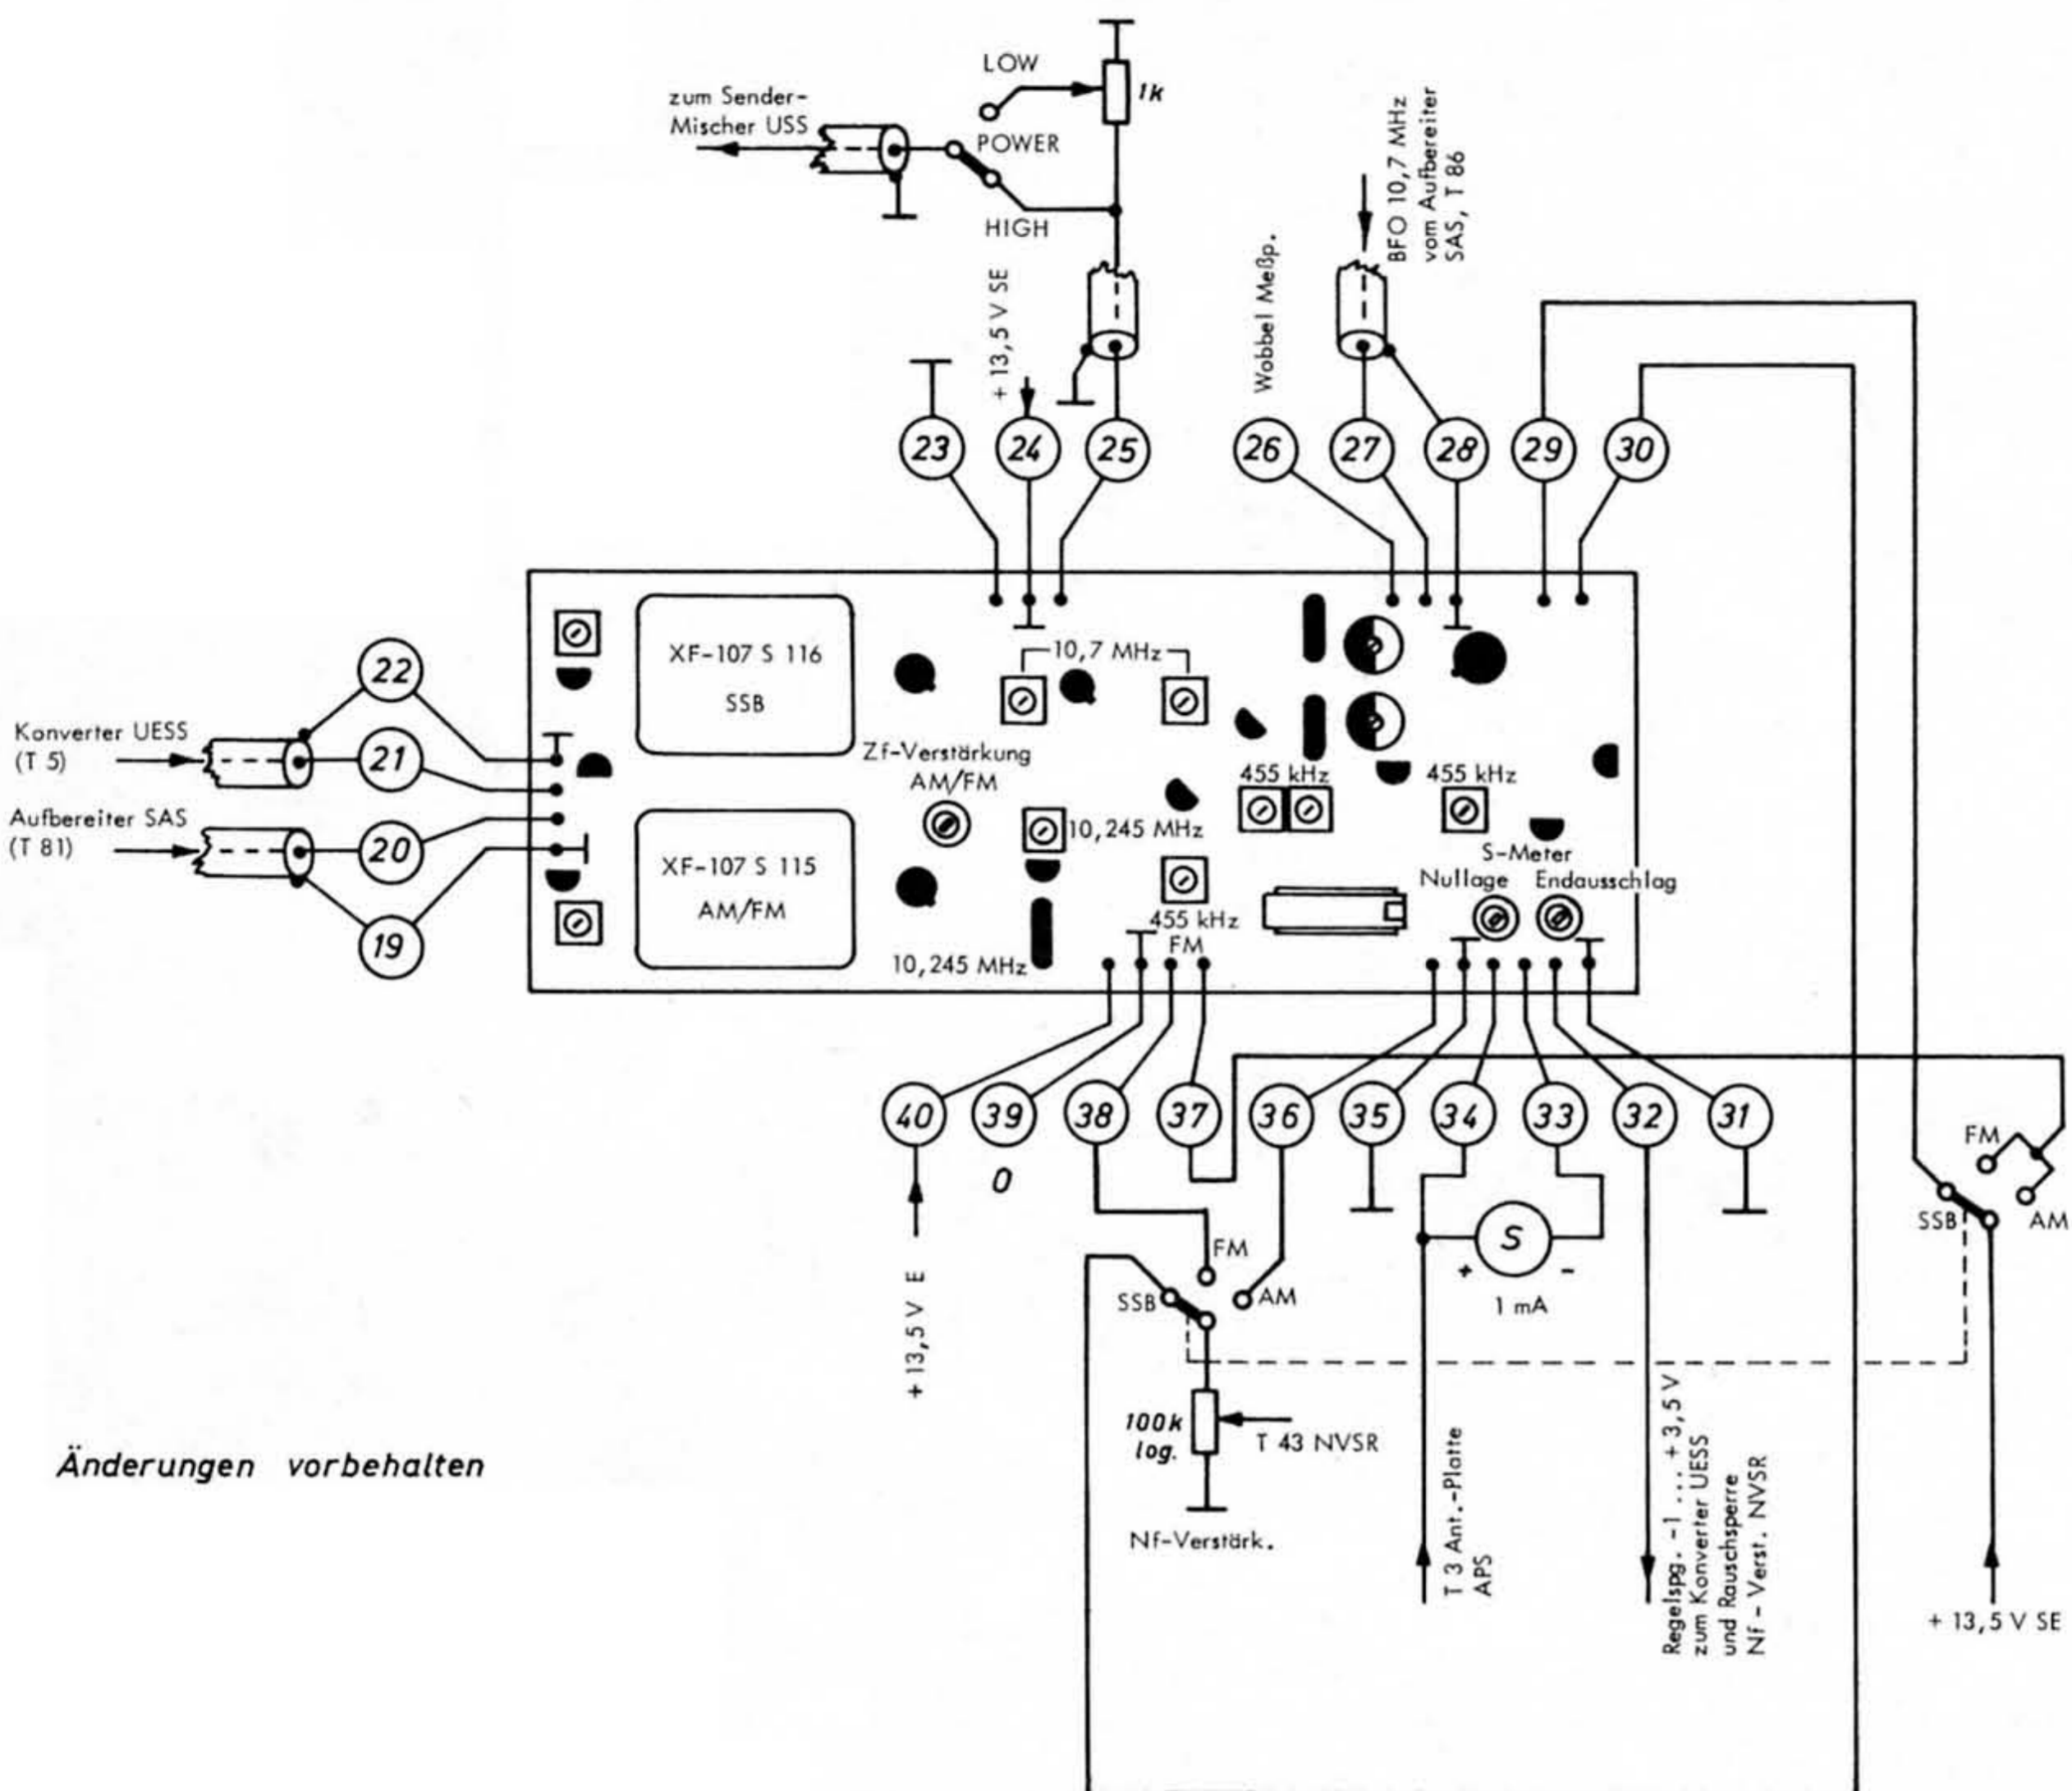 LOW
zum Sender-
Mischer USS
1k
POWER
HIGH
+ 13,5 V SE
Wobbel Meßp.
BFO 10,7 MHz
vom Aufbereiter
SAS, T 86
23
24
25
26
27
28
29
30
22
21
20
19
Konverter UESS
(T 5)
Aufbereiter SAS
(T 81)
XF-107 S 116
SSB
10,7 MHz
Zf-Verstärkung
AM/FM
455 kHz
455 kHz
10,245 MHz
XF-107 S 115
AM/FM
S-Meter
Nullage Endausschlag
455 kHz
FM
10,245 MHz
40
39
38
37
36
35
34
33
32
31
0
FM
SSB
AM
S
+ -
1 mA
FM
SSB
AM
+13,5 V E
100k
log.
T 43 NVSR
Nf-Verstärk.
T 3 Ant.-Platte
APS
Regelspg. -1 ... + 3,5 V
zum Konverter UESS
und Rauschsperre
Nf - Verst. NVSR
+ 13,5 V SE
Änderungen vorbehalten